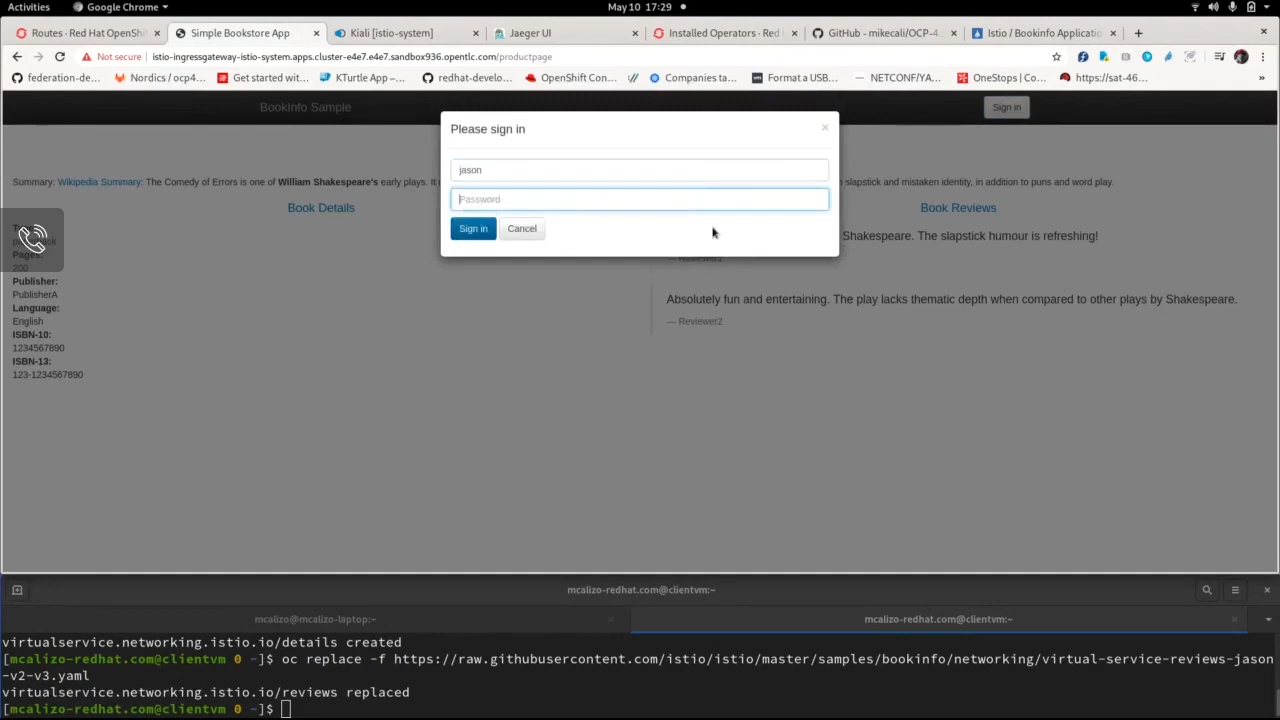 Activities
Google Chrome
May 10 17:29
Routes · Red Hat OpenShi
Simple Bookstore App
Kiali [istio-system]
Jaeger UI
Installed Operators · Red
GitHub - mikecali/OCP-4.
Istio / Bookinfo Applicatio
Not secure
istio-ingressgateway-istio-system.apps.cluster-e4e7.e4e7.sandbox936.opentlc.com/productpage
federation-de…
Nordics / ocp4…
Get started wit…
KTurtle App –…
redhat-develo…
OpenShift Con…
Companies ta…
Format a USB…
NETCONF/YA…
OneStops | Co…
https://sat-46…
BookInfo Sample
Sign in
Please sign in
×
jason
Password
Sign in
Cancel
Summary: Wikipedia Summary: The Comedy of Errors is one of William Shakespeare's early plays. It
slapstick and mistaken identity, in addition to puns and word play.
Book Details
Book Reviews
Pages:
200
Publisher:
PublisherA
Language:
English
ISBN-10:
1234567890
ISBN-13:
123-1234567890
Shakespeare. The slapstick humour is refreshing!
— Reviewer1
Absolutely fun and entertaining. The play lacks thematic depth when compared to other plays by Shakespeare.
— Reviewer2
mcalizo-redhat.com@clientvm:~
mcalizo@mcalizo-laptop:~
mcalizo-redhat.com@clientvm:~
virtualservice.networking.istio.io/details created
[mcalizo-redhat.com@clientvm 0 ~]$ oc replace -f https://raw.githubusercontent.com/istio/istio/master/samples/bookinfo/networking/virtual-service-reviews-jason
-v2-v3.yaml
virtualservice.networking.istio.io/reviews replaced
[mcalizo-redhat.com@clientvm 0 ~]$